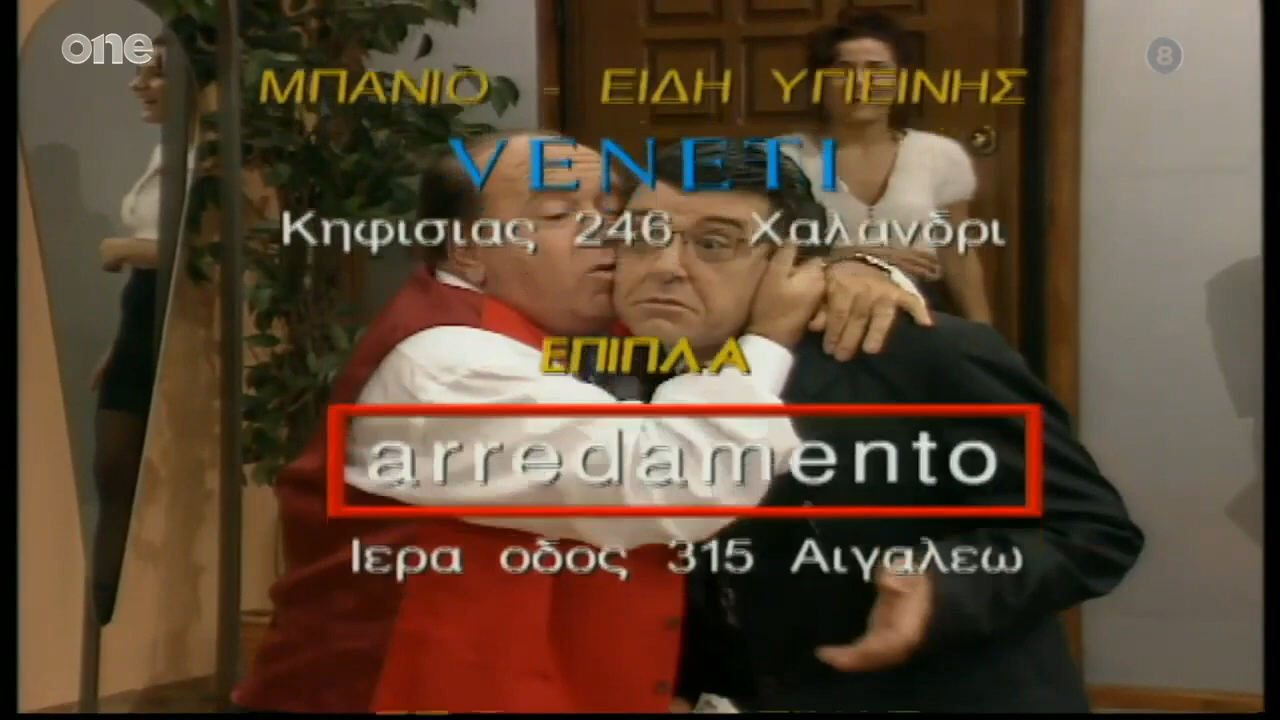 one
8
ΜΠΑΝΙΟ - ΕΙΔΗ ΥΓΙΕΙΝΗΣ
VENETI
Κηφισιας 246 Χαλανδρι
ΕΠΙΠΛΑ
arredamento
Ιερα οδος 315 Αιγαλεω